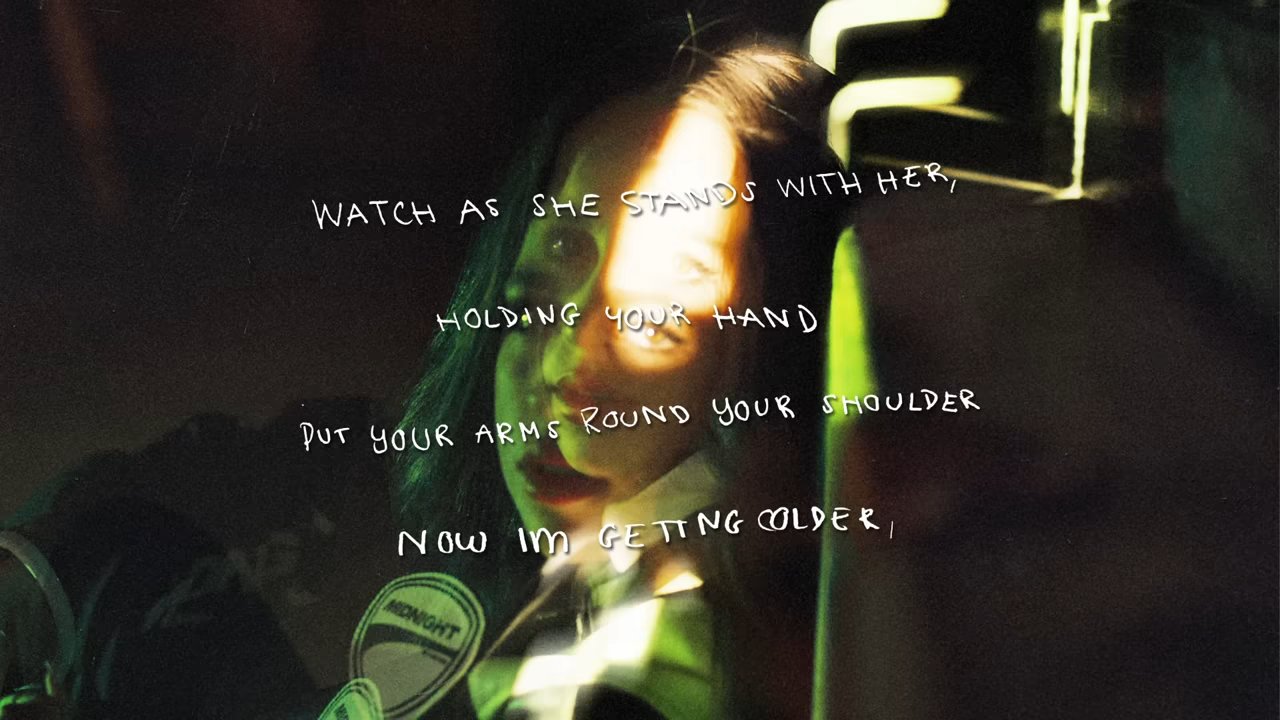 WATCH AS SHE STANDS WITH HER,
HOLDING YOUR HAND
PUT YOUR ARMS ROUND YOUR SHOULDER
NOW IM GETTING COLDER,
MIDNIGHT